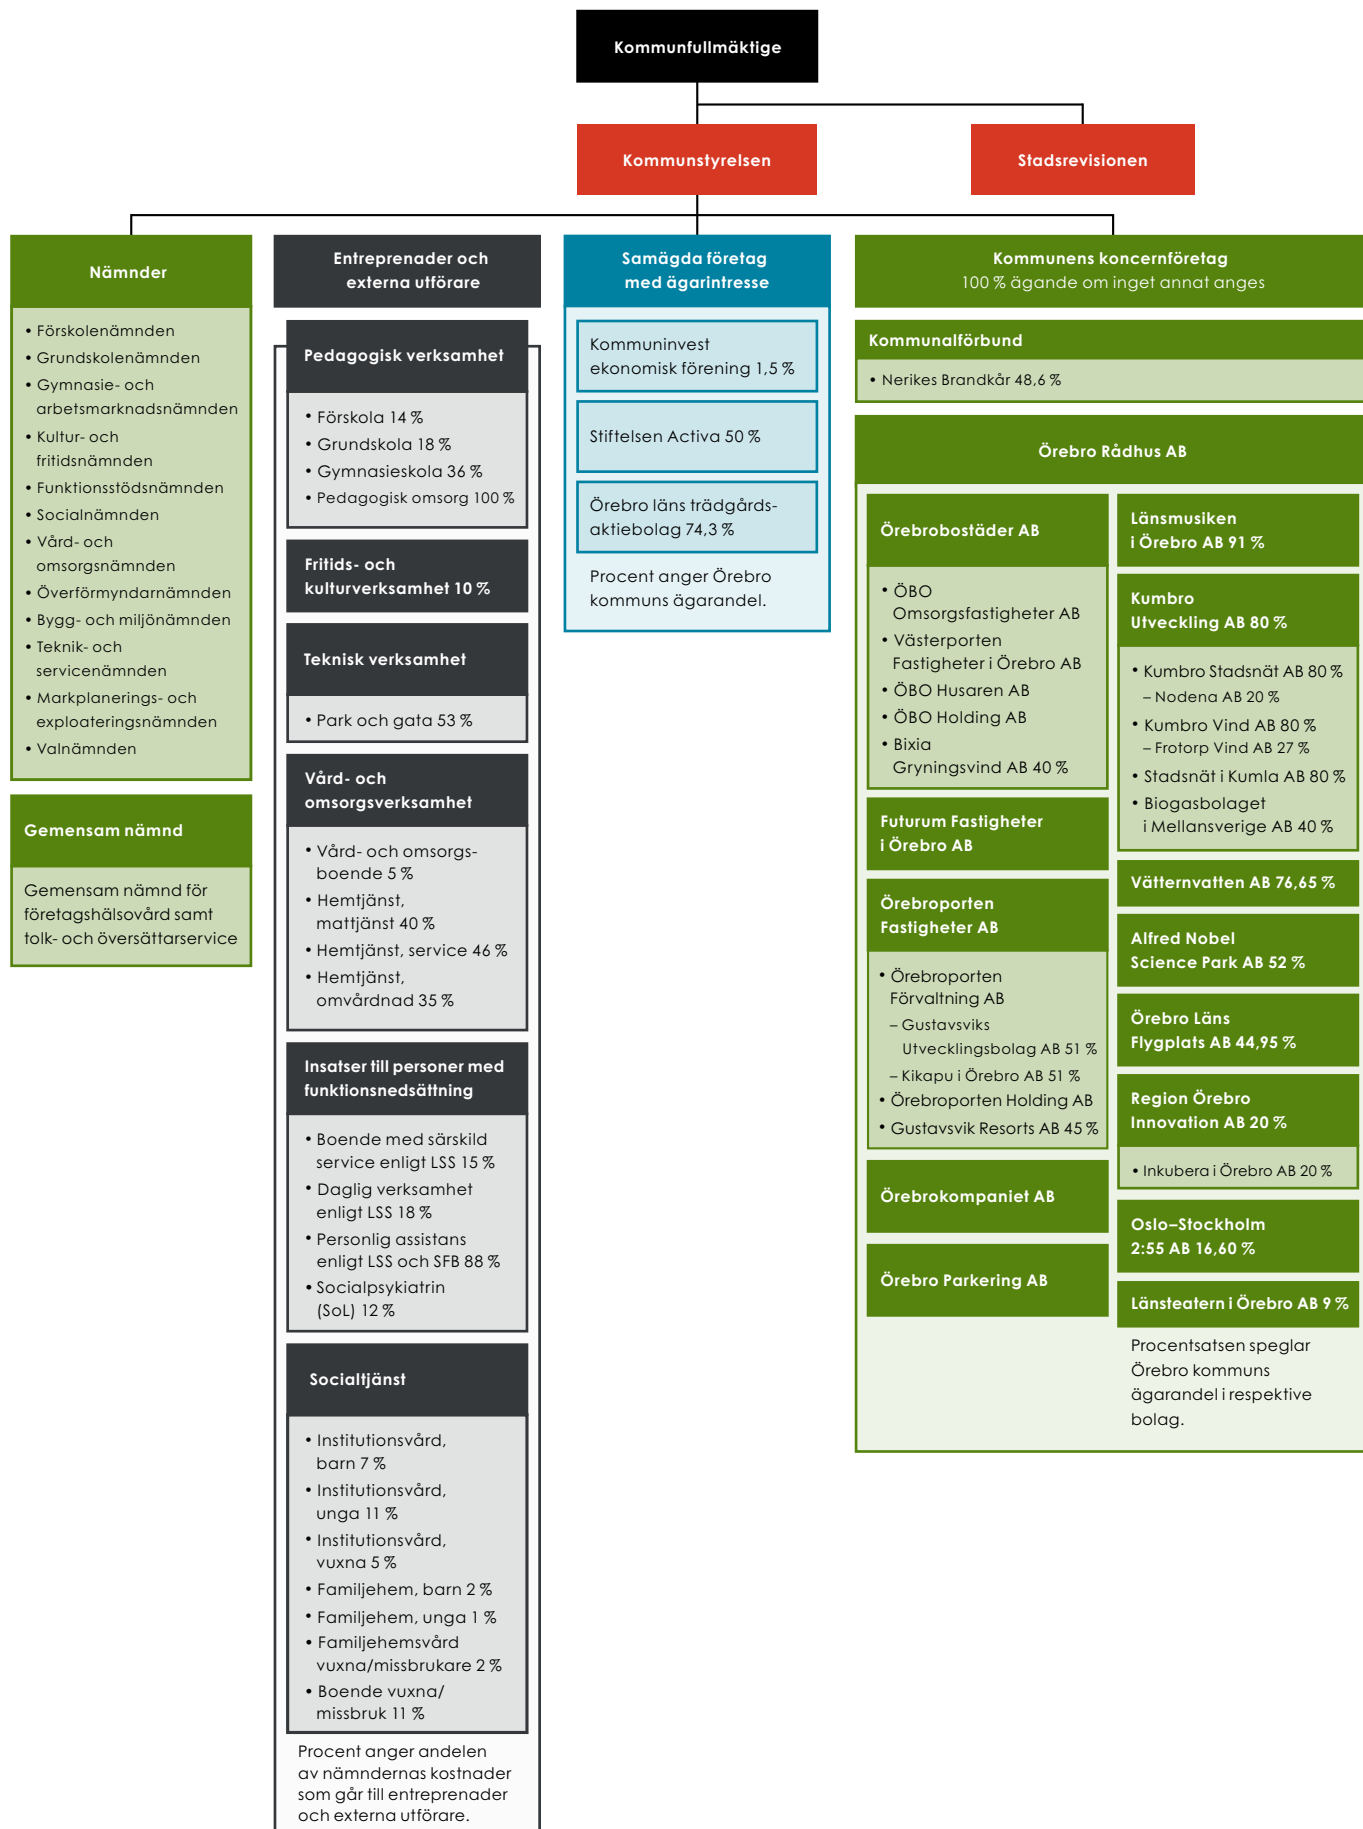 Kommunfullmäktige
Kommunstyrelsen
Stadsrevisionen
Nämnder
• Förskolenämnden
• Grundskolenämnden
• Gymnasie- och
arbetsmarknadsnämnden
• Kultur- och
fritidsnämnden
• Funktionsstödsnämnden
• Socialnämnden
• Vård- och
omsorgsnämnden
• Överförmyndarnämnden
• Bygg- och miljönämnden
• Teknik- och
servicenämnden
• Markplanerings- och
exploateringsnämnden
• Valnämnden
Gemensam nämnd
Gemensam nämnd för
företagshälsovård samt
tolk- och översättarservice
Entreprenader och
externa utförare
Pedagogisk verksamhet
• Förskola 14 %
• Grundskola 18 %
• Gymnasieskola 36 %
• Pedagogisk omsorg 100 %
Fritids- och
kulturverksamhet 10 %
Teknisk verksamhet
• Park och gata 53 %
Vård- och
omsorgsverksamhet
• Vård- och omsorgs-
boende 5 %
• Hemtjänst,
mattjänst 40 %
• Hemtjänst, service 46 %
• Hemtjänst,
omvårdnad 35 %
Insatser till personer med
funktionsnedsättning
• Boende med särskild
service enligt LSS 15 %
• Daglig verksamhet
enligt LSS 18 %
• Personlig assistans
enligt LSS och SFB 88 %
• Socialpsykiatrin
(SoL) 12 %
Socialtjänst
• Institutionsvård,
barn 7 %
• Institutionsvård,
unga 11 %
• Institutionsvård,
vuxna 5 %
• Familjehem, barn 2 %
• Familjehem, unga 1 %
• Familjehemsvård
vuxna/missbrukare 2 %
• Boende vuxna/
missbruk 11 %
Procent anger andelen
av nämndernas kostnader
som går till entreprenader
och externa utförare.
Samägda företag
med ägarintresse
Kommuninvest
ekonomisk förening 1,5 %
Stiftelsen Activa 50 %
Örebro läns trädgårds-
aktiebolag 74,3 %
Procent anger Örebro
kommuns ägarandel.
Kommunens koncernföretag
100 % ägande om inget annat anges
Kommunalförbund
• Nerikes Brandkår 48,6 %
Örebro Rådhus AB
Örebrobostäder AB
• ÖBO
Omsorgsfastigheter AB
• Västerporten
Fastigheter i Örebro AB
• ÖBO Husaren AB
• ÖBO Holding AB
• Bixia
Gryningsvind AB 40 %
Futurum Fastigheter
i Örebro AB
Örebroporten
Fastigheter AB
• Örebroporten
Förvaltning AB
– Gustavsviks
Utvecklingsbolag AB 51 %
– Kikapu i Örebro AB 51 %
• Örebroporten Holding AB
• Gustavsvik Resorts AB 45 %
Örebrokompaniet AB
Örebro Parkering AB
Länsmusiken
i Örebro AB 91 %
Kumbro
Utveckling AB 80 %
• Kumbro Stadsnät AB 80 %
– Nodena AB 20 %
• Kumbro Vind AB 80 %
– Frotorp Vind AB 27 %
• Stadsnät i Kumla AB 80 %
• Biogasbolaget
i Mellansverige AB 40 %
Vätternvatten AB 76,65 %
Alfred Nobel
Science Park AB 52 %
Örebro Läns
Flygplats AB 44,95 %
Region Örebro
Innovation AB 20 %
• Inkubera i Örebro AB 20 %
Oslo–Stockholm
2:55 AB 16,60 %
Länsteatern i Örebro AB 9 %
Procentsatsen speglar
Örebro kommuns
ägarandel i respektive
bolag.